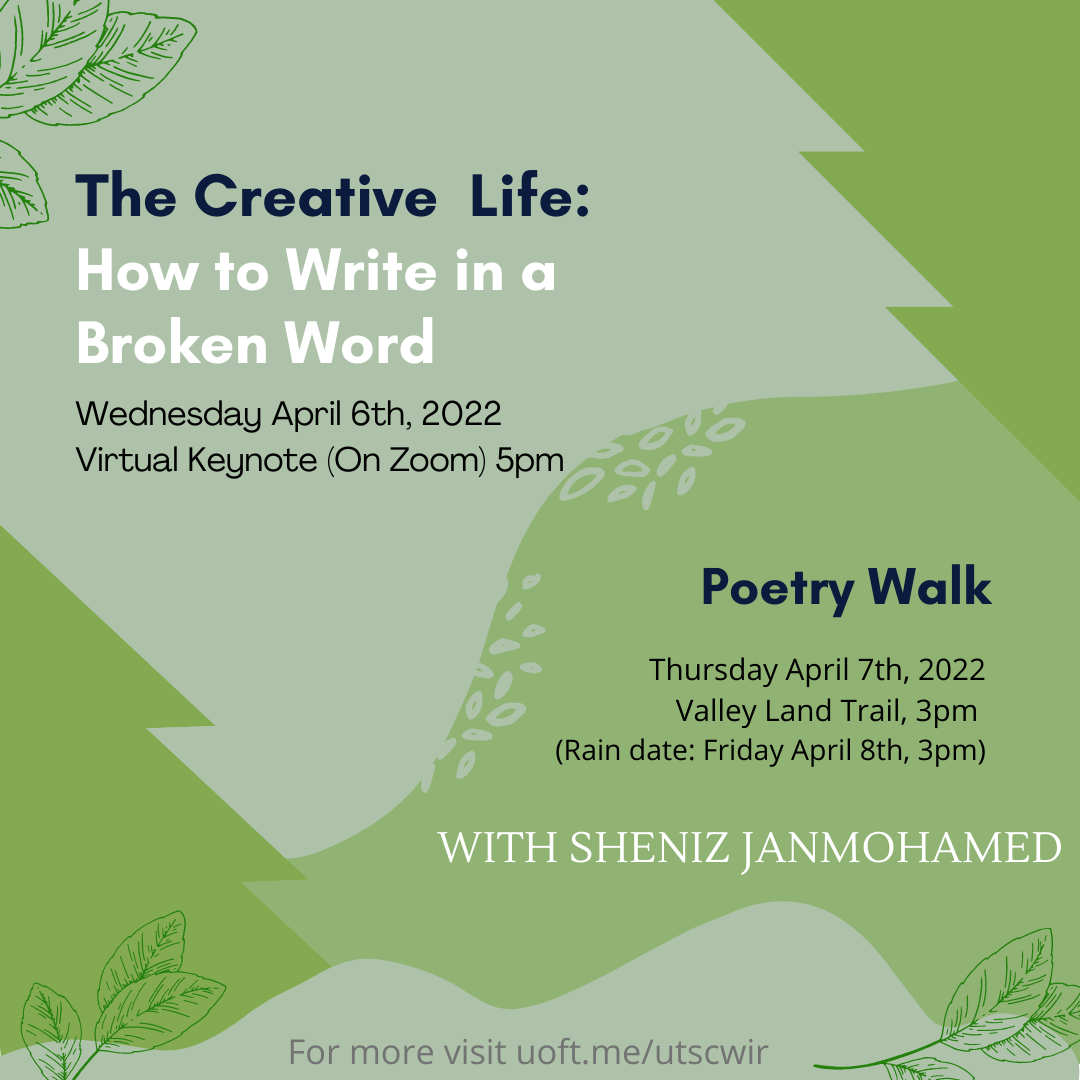 The Creative Life:
How to Write in a
Broken Word
Wednesday April 6th, 2022
Virtual Keynote (On Zoom) 5pm
Poetry Walk
Thursday April 7th, 2022
Valley Land Trail, 3pm
(Rain date: Friday April 8th, 3pm)
WITH SHENIZ JANMOHAMED
For more visit uoft.me/utscwir